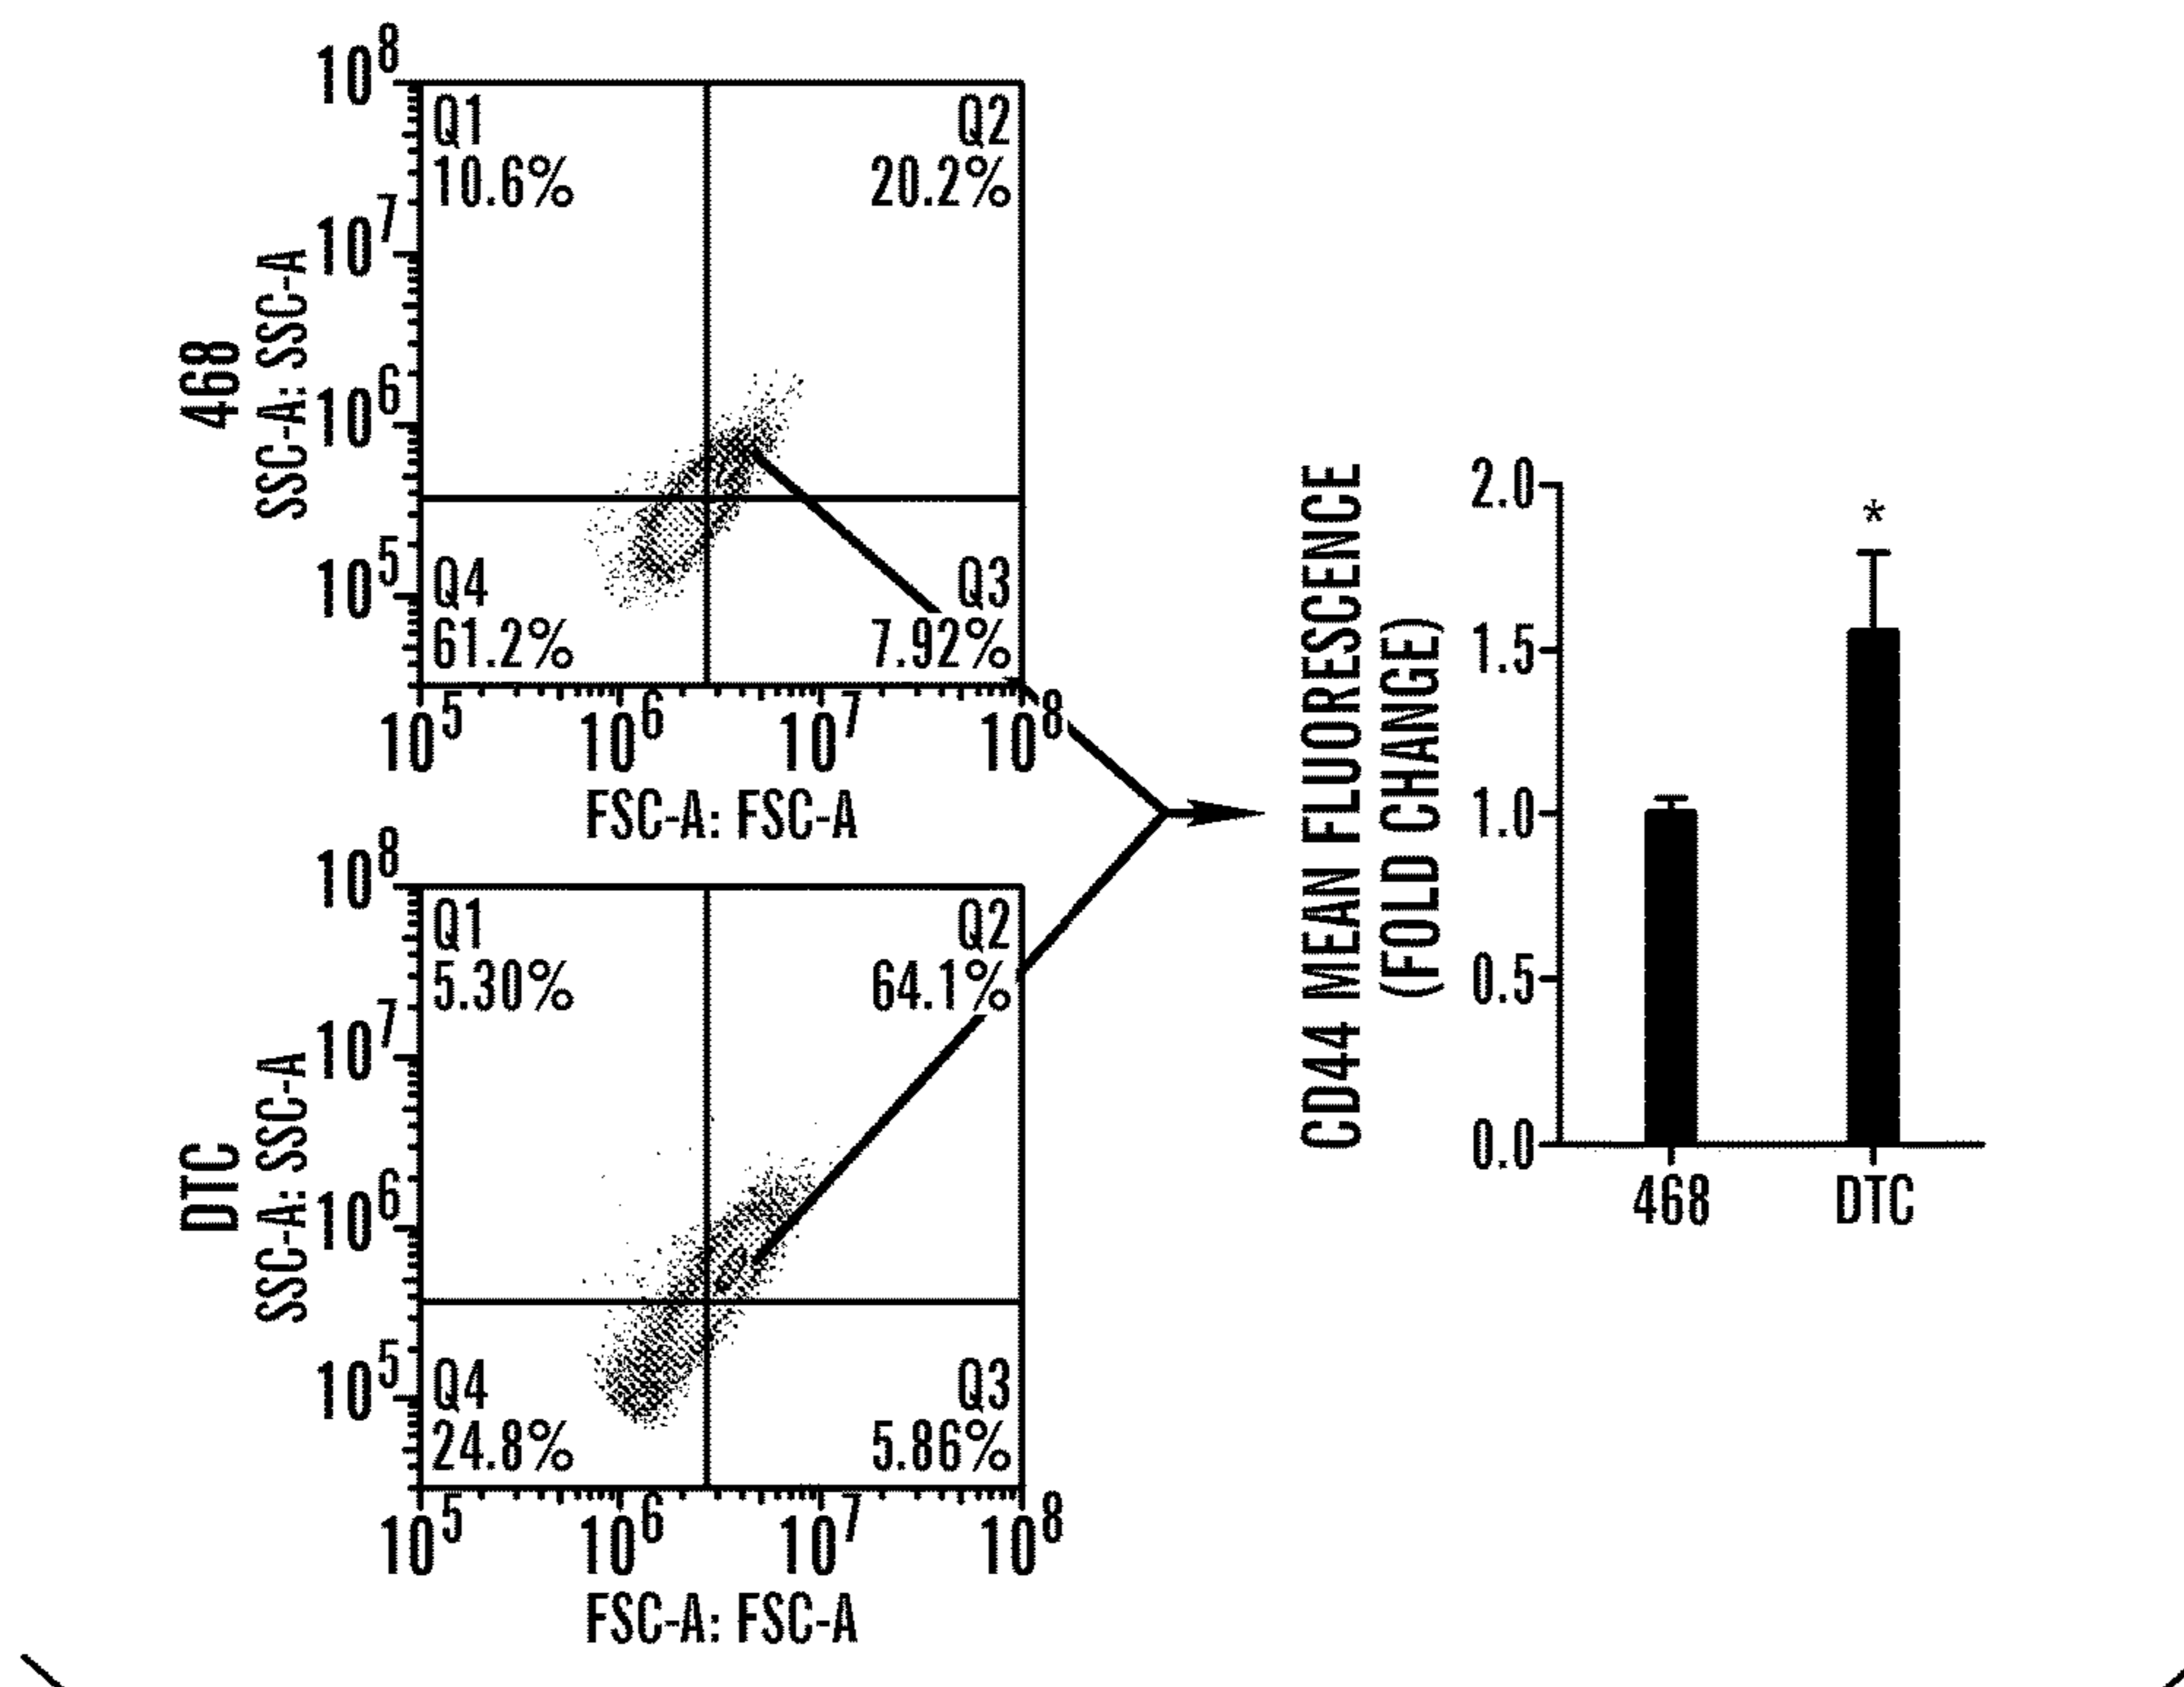 468
SSC-A: SSC-A
10^8
10^7
10^6
10^5
Q1
10.6%
Q2
20.2%
Q4
61.2%
Q3
7.92%
10^5 10^6 10^7 10^8
FSC-A: FSC-A
DTC
SSC-A: SSC-A
10^8
10^7
10^6
10^5
Q1
5.30%
Q2
64.1%
Q4
24.8%
Q3
5.86%
10^5 10^6 10^7 10^8
FSC-A: FSC-A
CD44 MEAN FLUORESCENCE
(FOLD CHANGE)
2.0
1.5
1.0
0.5
0.0
*
468 DTC